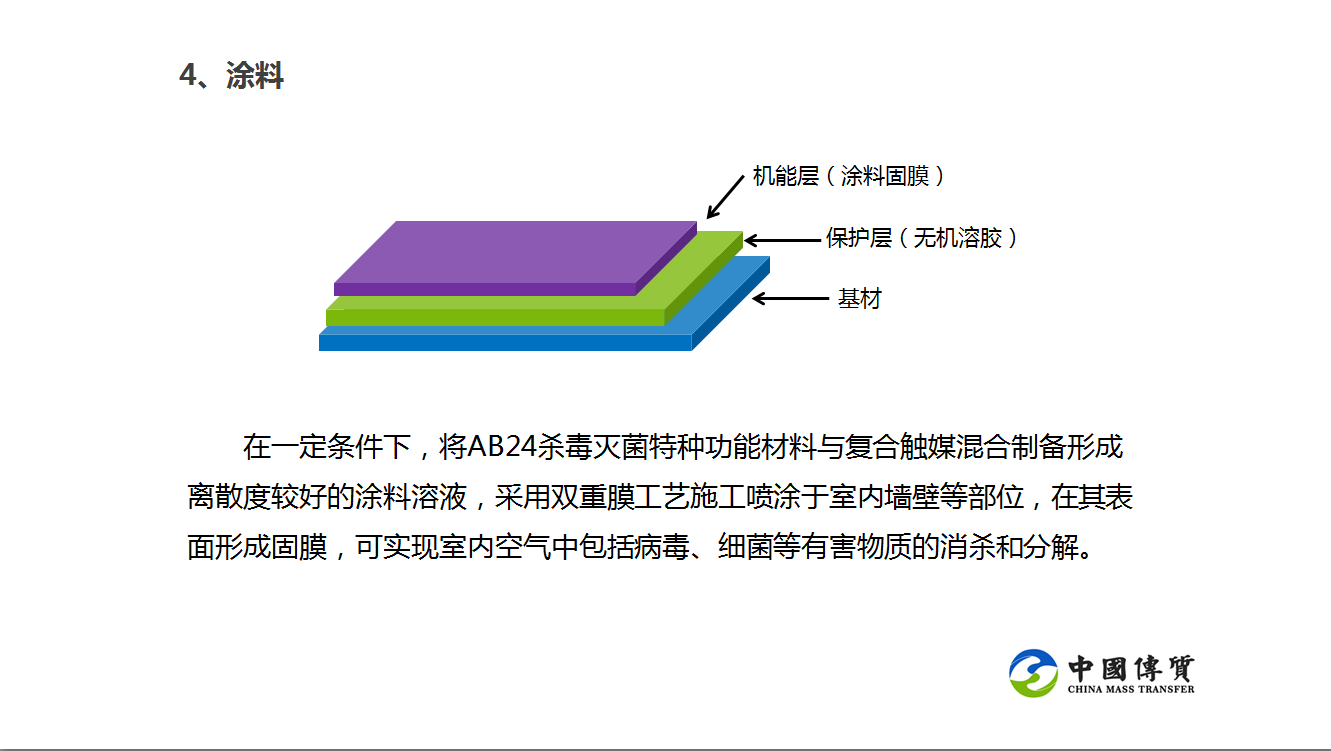 4、涂料
机能层（涂料固膜）
保护层（无机溶胶）
基材
在一定条件下，将AB24杀毒灭菌特种功能材料与复合触媒混合制备形成
离散度较好的涂料溶液，采用双重膜工艺施工喷涂于室内墙壁等部位，在其表
面形成固膜，可实现室内空气中包括病毒、细菌等有害物质的消杀和分解。
中國傳質
CHINA MASS TRANSFER